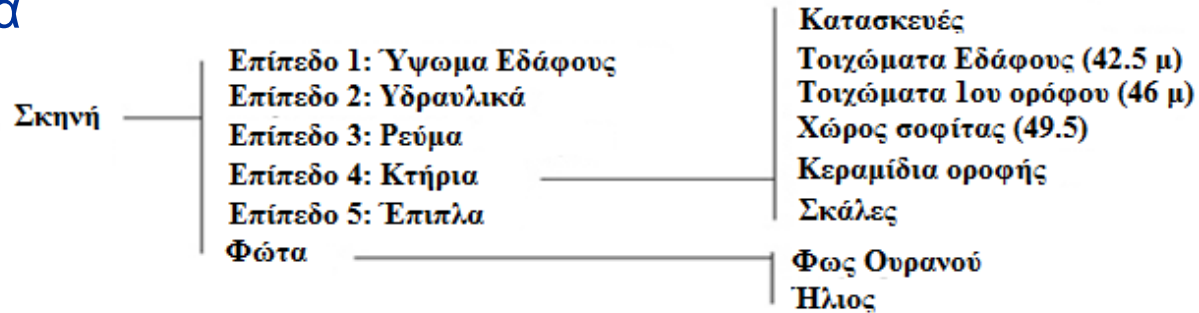 Σκηνή
Επίπεδο 1: Ύψωμα Εδάφους
Επίπεδο 2: Υδραυλικά
Επίπεδο 3: Ρεύμα
Επίπεδο 4: Κτήρια
Επίπεδο 5: Έπιπλα
Φώτα
Κατασκευές
Τοιχώματα Εδάφους (42.5 μ)
Τοιχώματα 1ου ορόφου (46 μ)
Χώρος σοφίτας (49.5)
Κεραμίδια οροφής
Σκάλες
Φως Ουρανού
Ήλιος